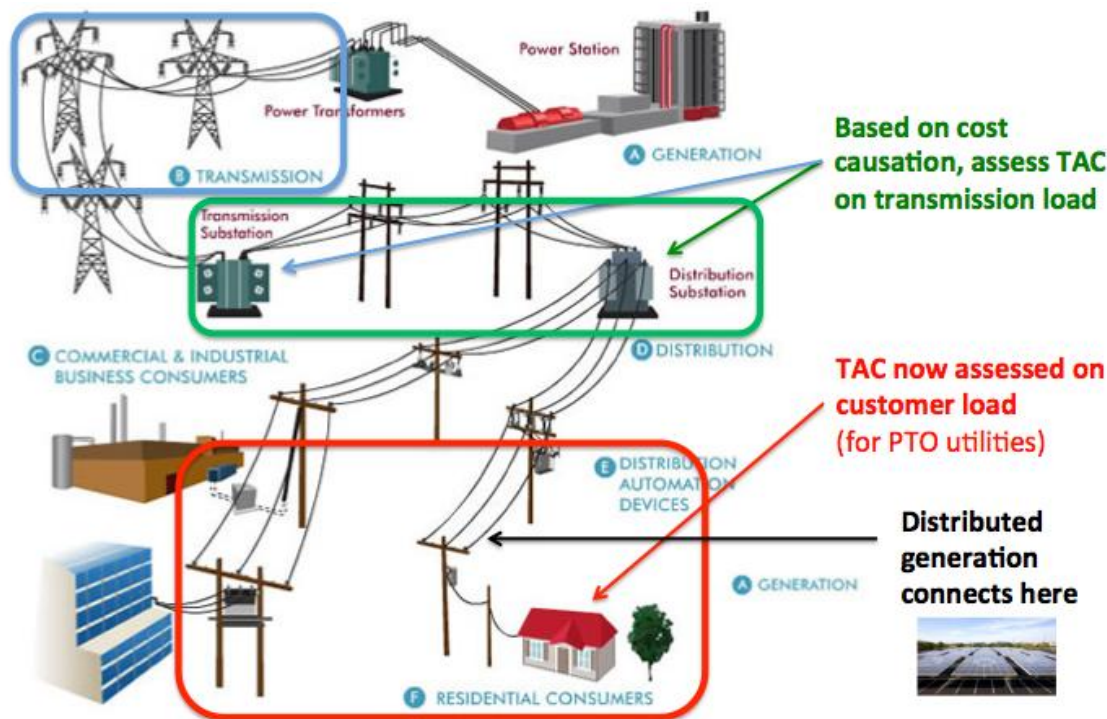 Power Station
Power Transformers
A GENERATION
B TRANSMISSION
Based on cost
causation, assess TAC
on transmission load
Transmission
Substation
Distribution
Substation
C COMMERCIAL & INDUSTRIAL
BUSINESS CONSUMERS
D DISTRIBUTION
TAC now assessed on
customer load
(for PTO utilities)
E DISTRIBUTION
AUTOMATION
DEVICES
Distributed
generation
connects here
A GENERATION
F RESIDENTIAL CONSUMERS